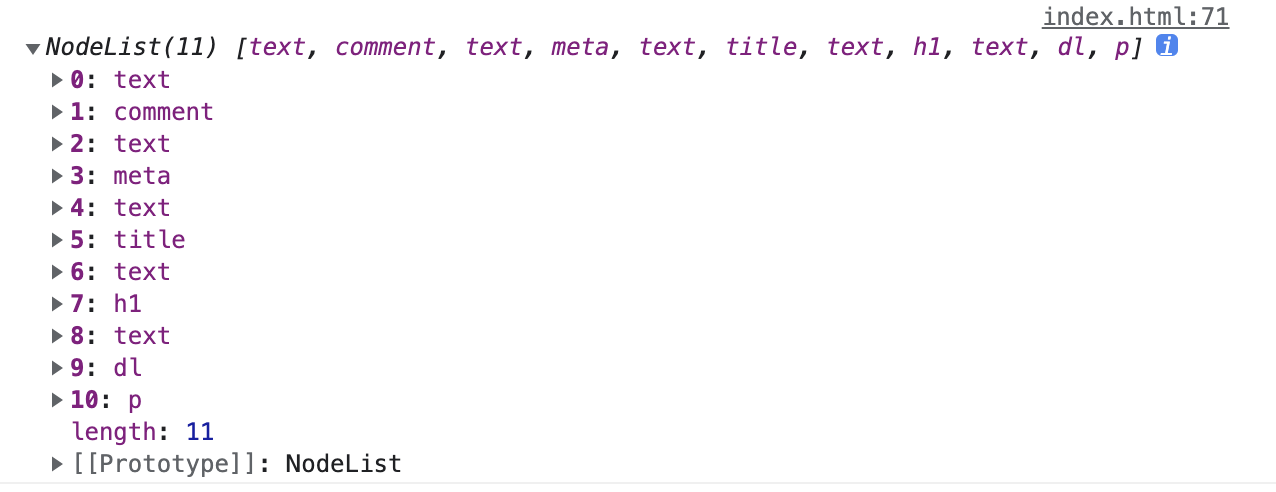 index.html:71
▼NodeList(11) [text, comment, text, meta, text, title, text, h1, text, dl, p] i
▶0: text
▶1: comment
▶2: text
▶3: meta
▶4: text
▶5: title
▶6: text
▶7: h1
▶8: text
▶9: dl
▶10: p
length: 11
▶[[Prototype]]: NodeList